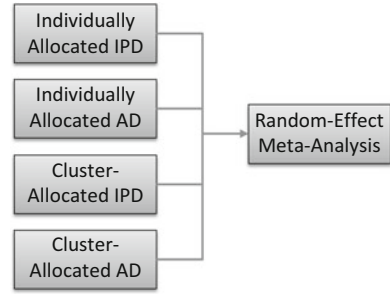 Individually
Allocated IPD
Individually
Allocated AD
Cluster-
Allocated IPD
Cluster-
Allocated AD
Random-Effect
Meta-Analysis